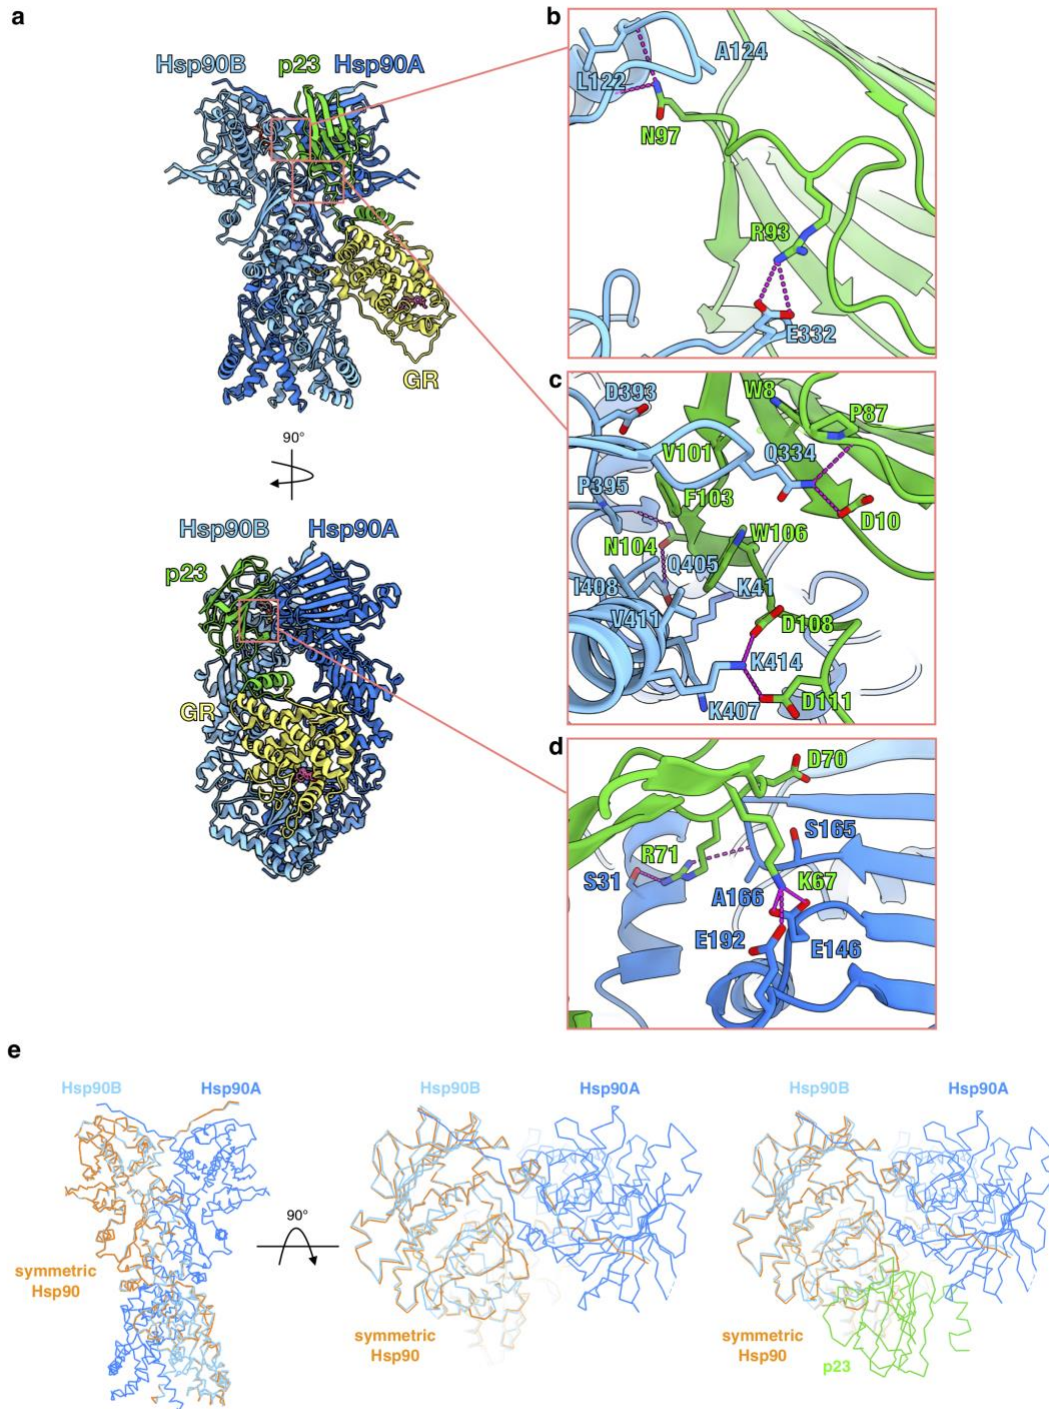 a
Hsp90B p23 Hsp90A
GR
90°
Hsp90B Hsp90A
p23
GR
b
A124
L122
N97
R93
E332
c
D393
W8
P87
V101
Q334
P395
F103
D10
N104
W106
Q405
I408
K41
V411
D108
K414
K407
D111
d
D70
S165
R71
S31
K67
A166
E192
E146
e
Hsp90B Hsp90A
symmetric
Hsp90
90°
Hsp90B Hsp90A
symmetric
Hsp90
Hsp90B Hsp90A
symmetric
Hsp90
p23